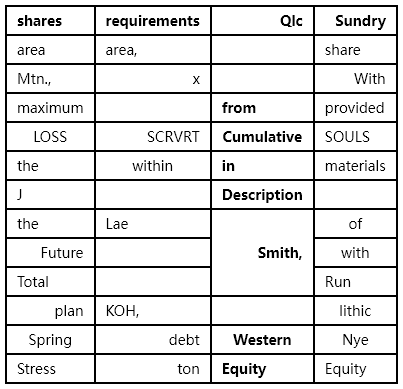 shares requirements Qlc Sundry
area area, share
Mtn., x With
maximum from provided
LOSS SCRVRT Cumulative SOULS
the within in materials
J Description
the Lae of
Future Smith, with
Total Run
plan KOH, lithic
Spring debt Western Nye
Stress ton Equity Equity